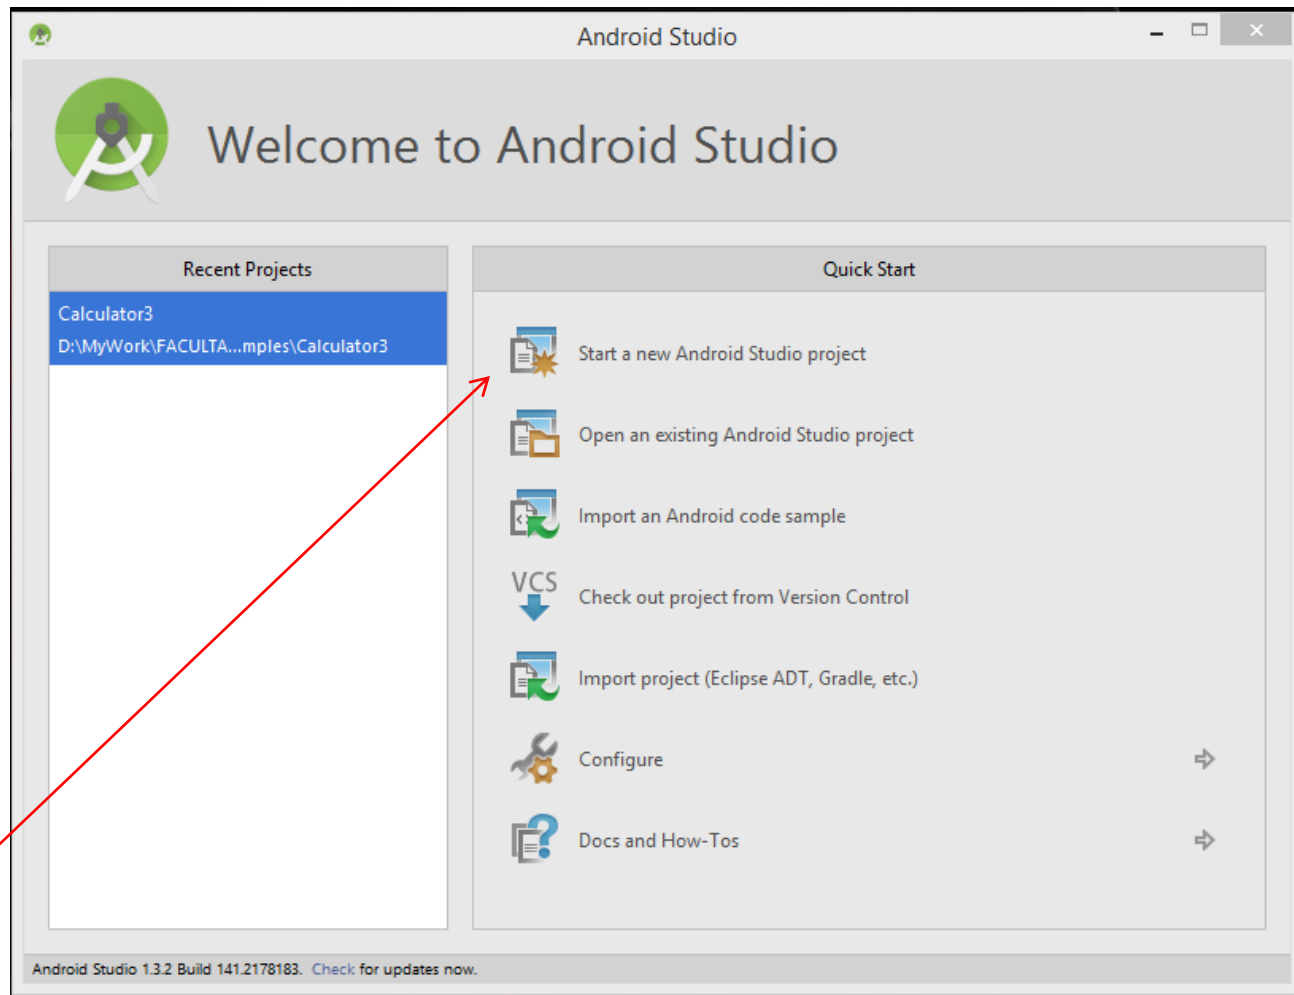 Android Studio
Welcome to Android Studio
Recent Projects
Calculator3
D:\MyWork\FACULTA...mples\Calculator3
Quick Start
Start a new Android Studio project
Open an existing Android Studio project
Import an Android code sample
VCS
Check out project from Version Control
Import project (Eclipse ADT, Gradle, etc.)
Configure
Docs and How-Tos
Android Studio 1.3.2 Build 141.2178183. Check for updates now.